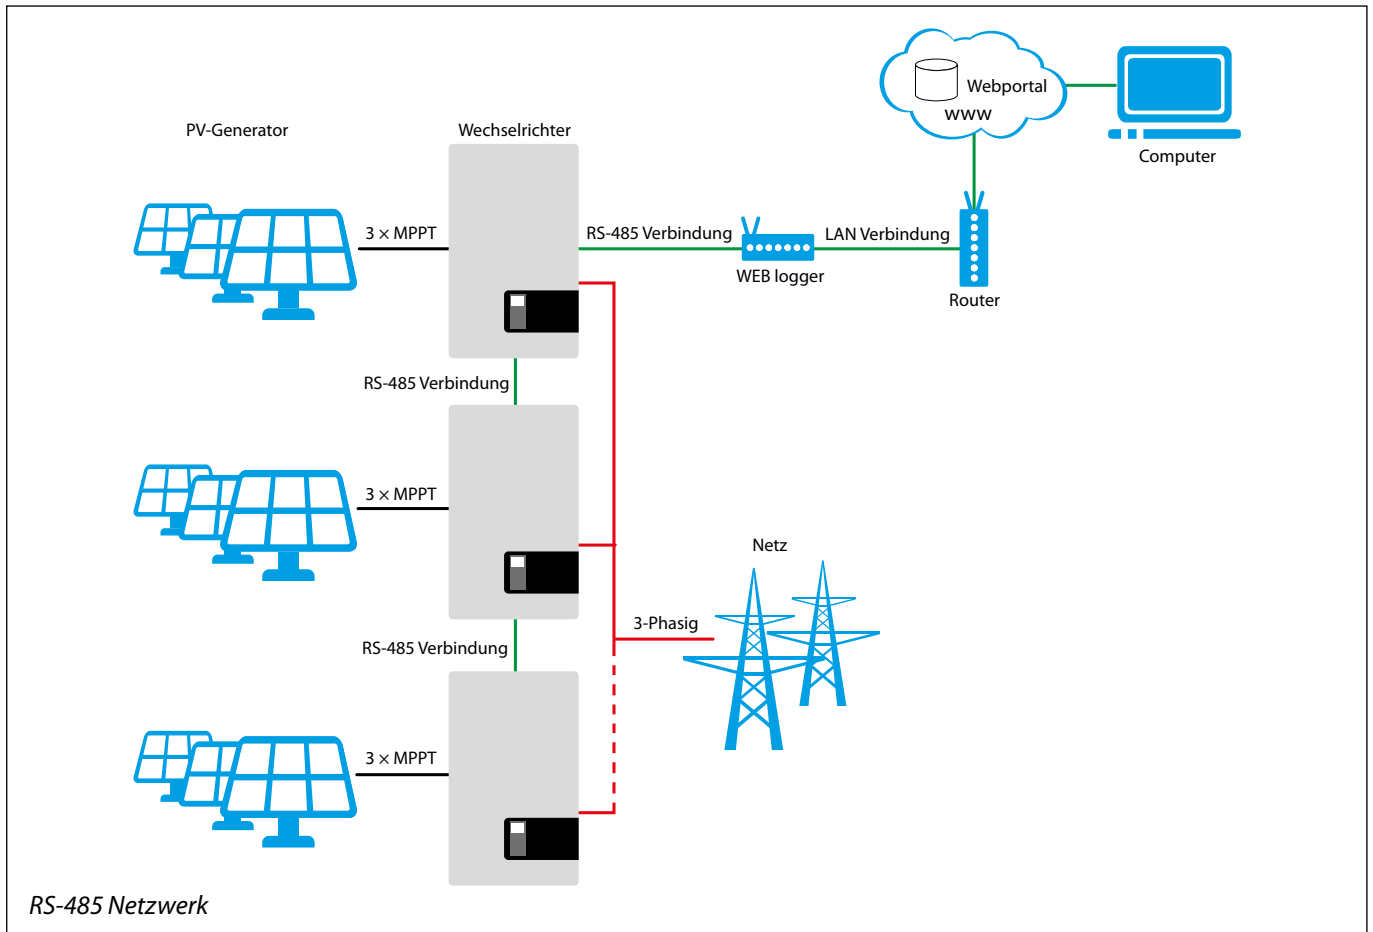 Webportal
www
Computer
PV-Generator
Wechselrichter
3 × MPPT
RS-485 Verbindung
LAN Verbindung
WEB logger
Router
RS-485 Verbindung
3 × MPPT
Netz
3-Phasig
RS-485 Verbindung
3 × MPPT
RS-485 Netzwerk